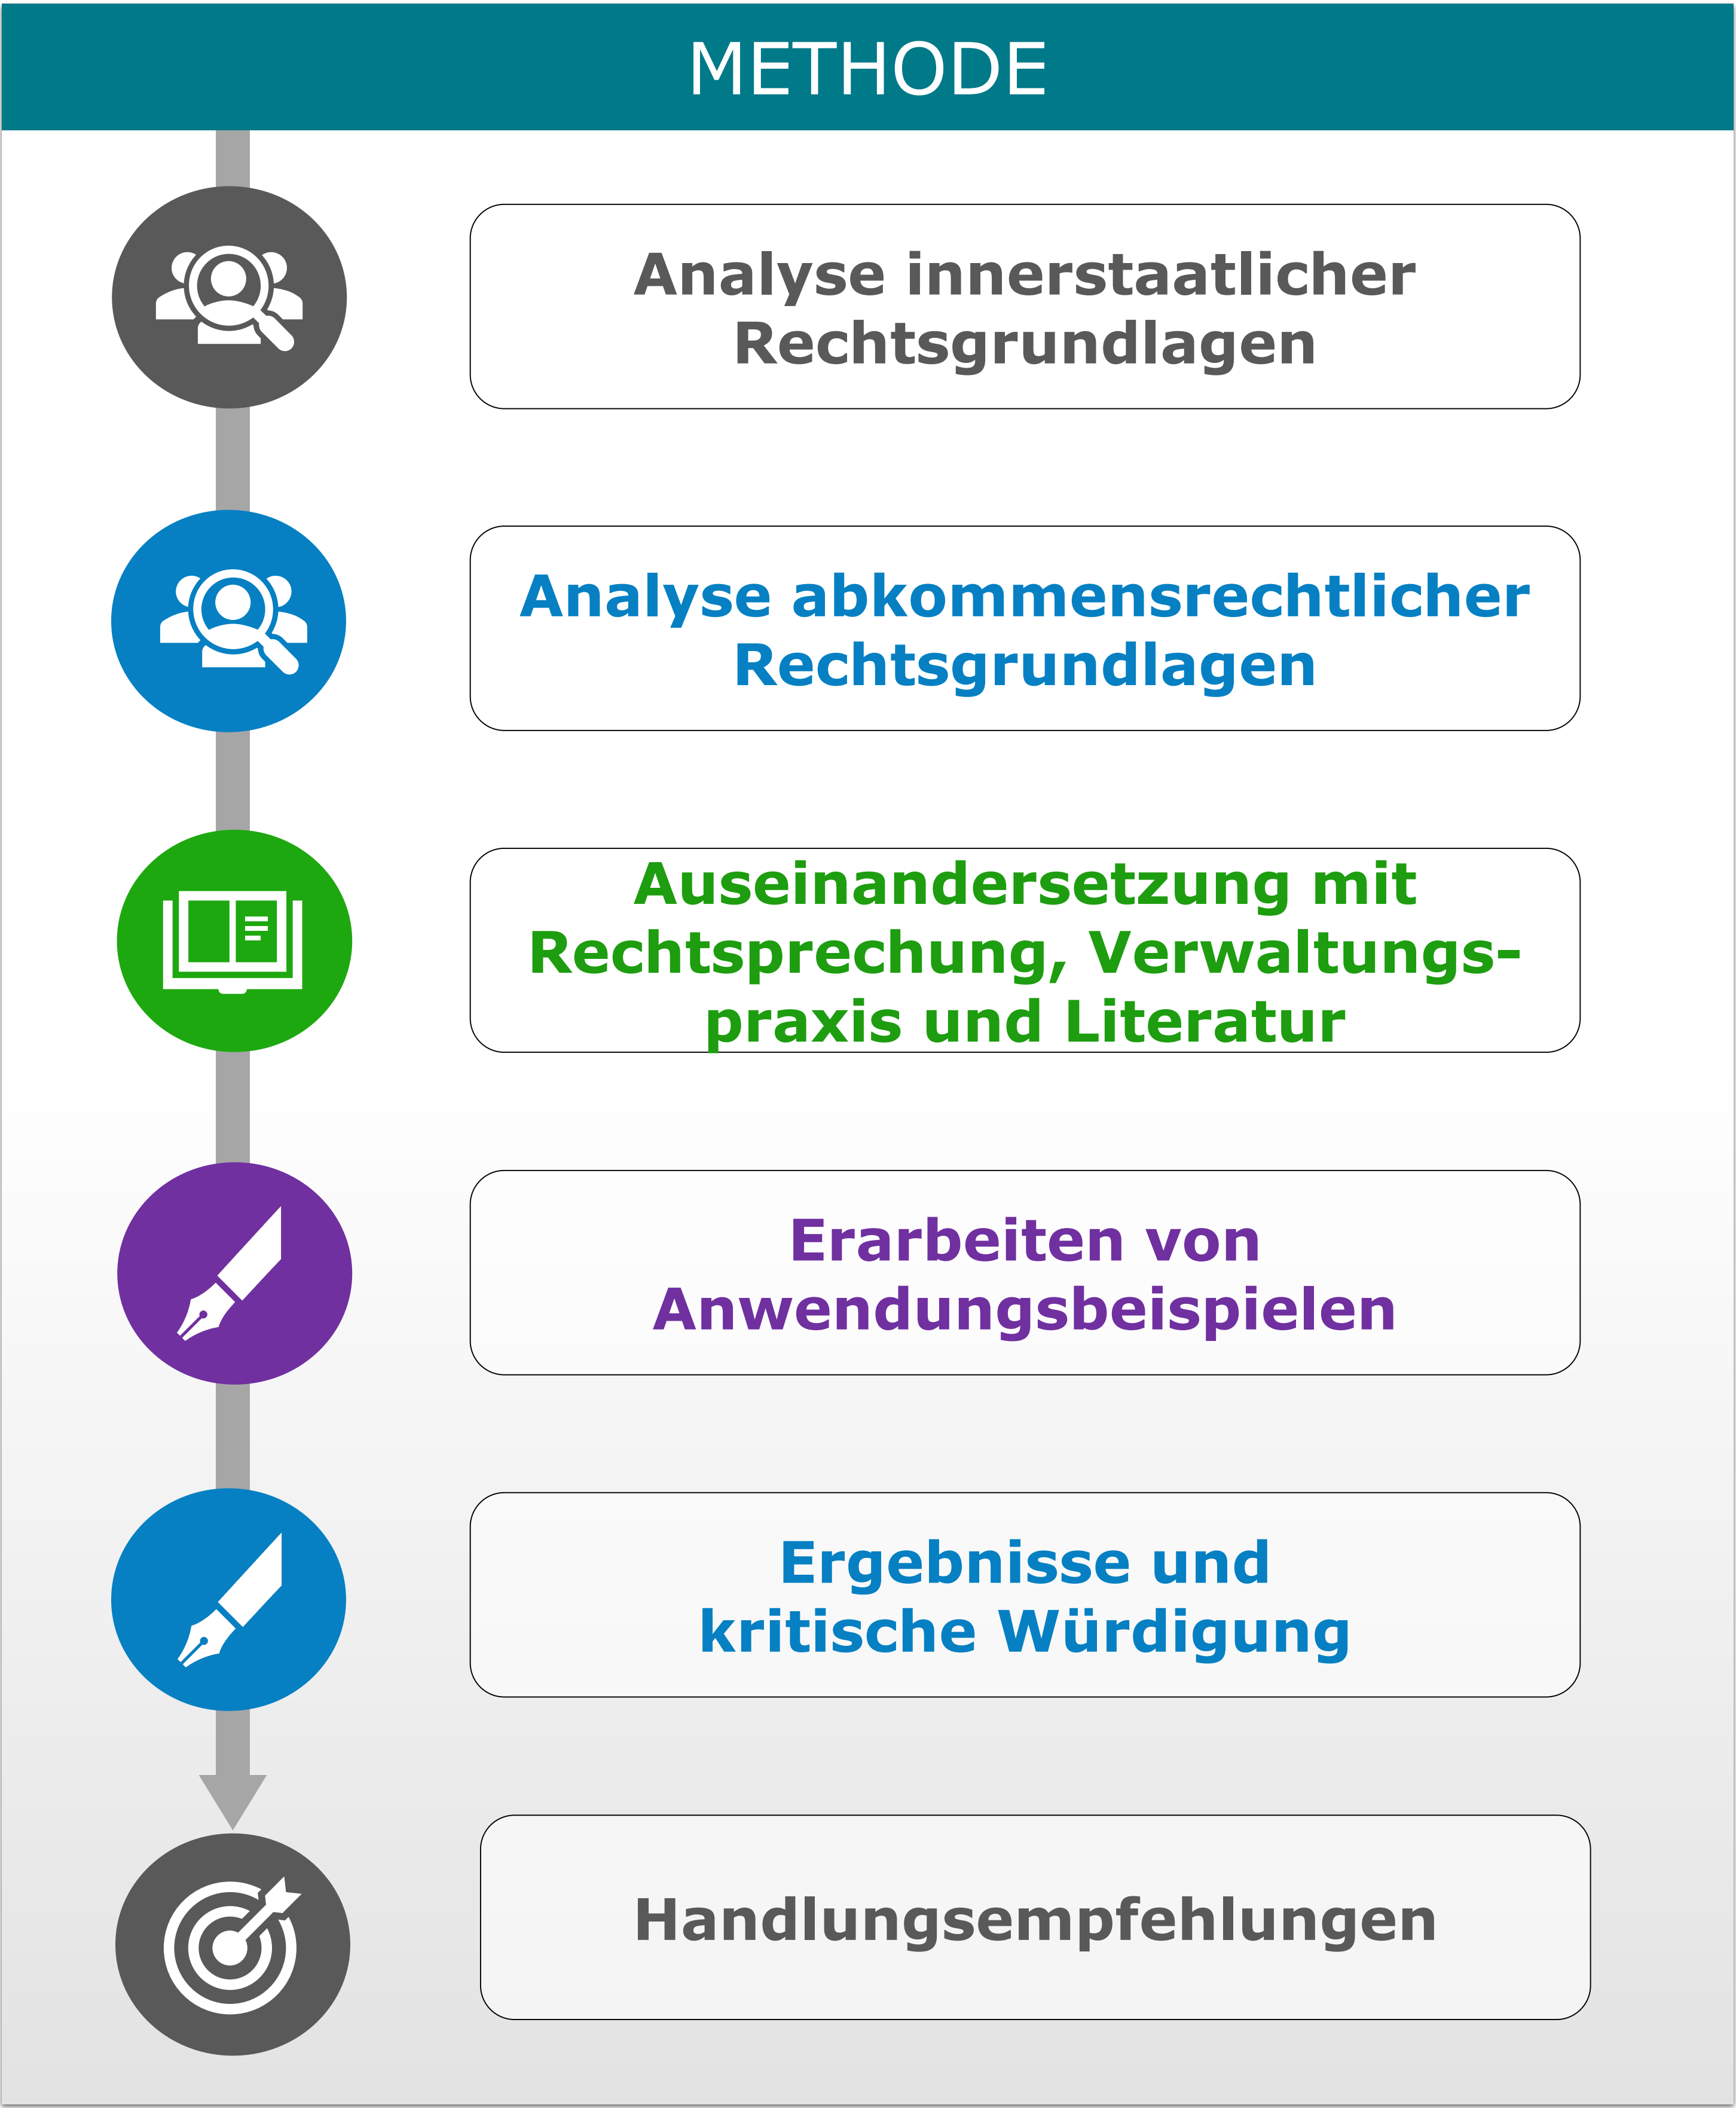 METHODE
Analyse innerstaatlicher
Rechtsgrundlagen
Analyse abkommensrechtlicher
Rechtsgrundlagen
Auseinandersetzung mit
Rechtsprechung, Verwaltungs-
praxis und Literatur
Erarbeiten von
Anwendungsbeispielen
Ergebnisse und
kritische Würdigung
Handlungsempfehlungen